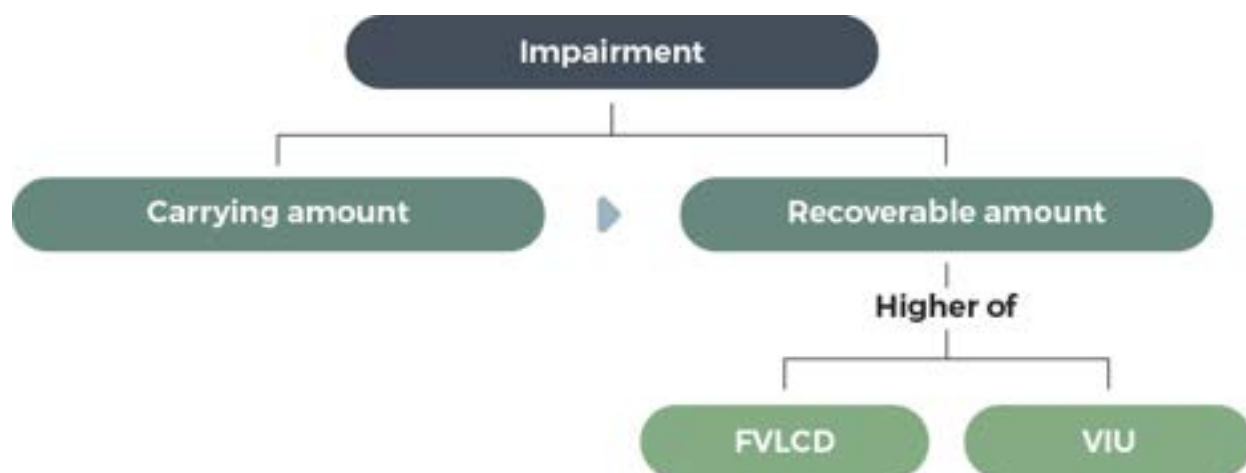 Impairment
Carrying amount
Recoverable amount
Higher of
FVLCD
VIU